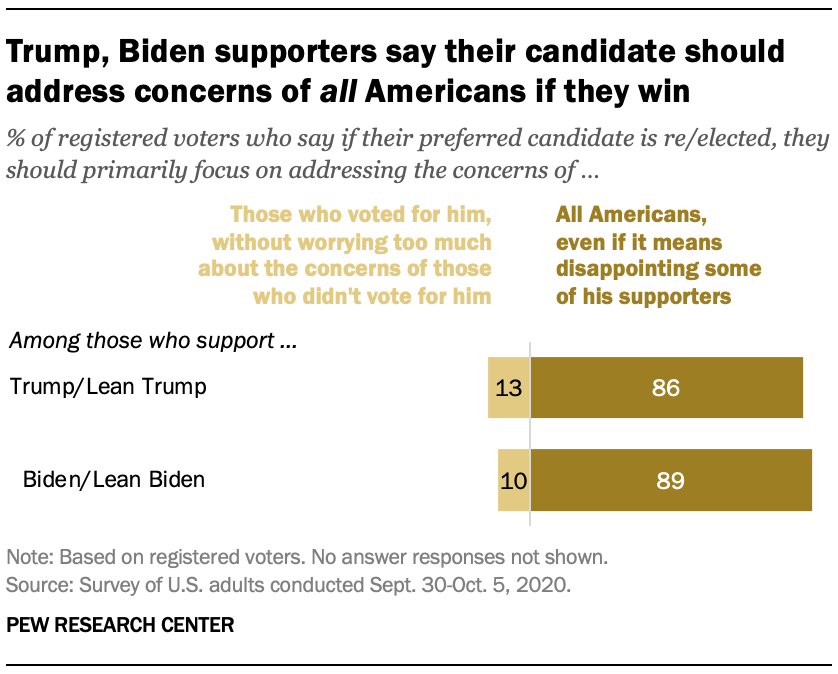 Trump, Biden supporters say their candidate should
address concerns of all Americans if they win
% of registered voters who say if their preferred candidate is re/elected, they
should primarily focus on addressing the concerns of ...
Those who voted for him,
without worrying too much
about the concerns of those
who didn't vote for him
All Americans,
even if it means
disappointing some
of his supporters
Among those who support ...
Trump/Lean Trump
13
86
Biden/Lean Biden
10
89
Note: Based on registered voters. No answer responses not shown.
Source: Survey of U.S. adults conducted Sept. 30-Oct. 5, 2020.
PEW RESEARCH CENTER